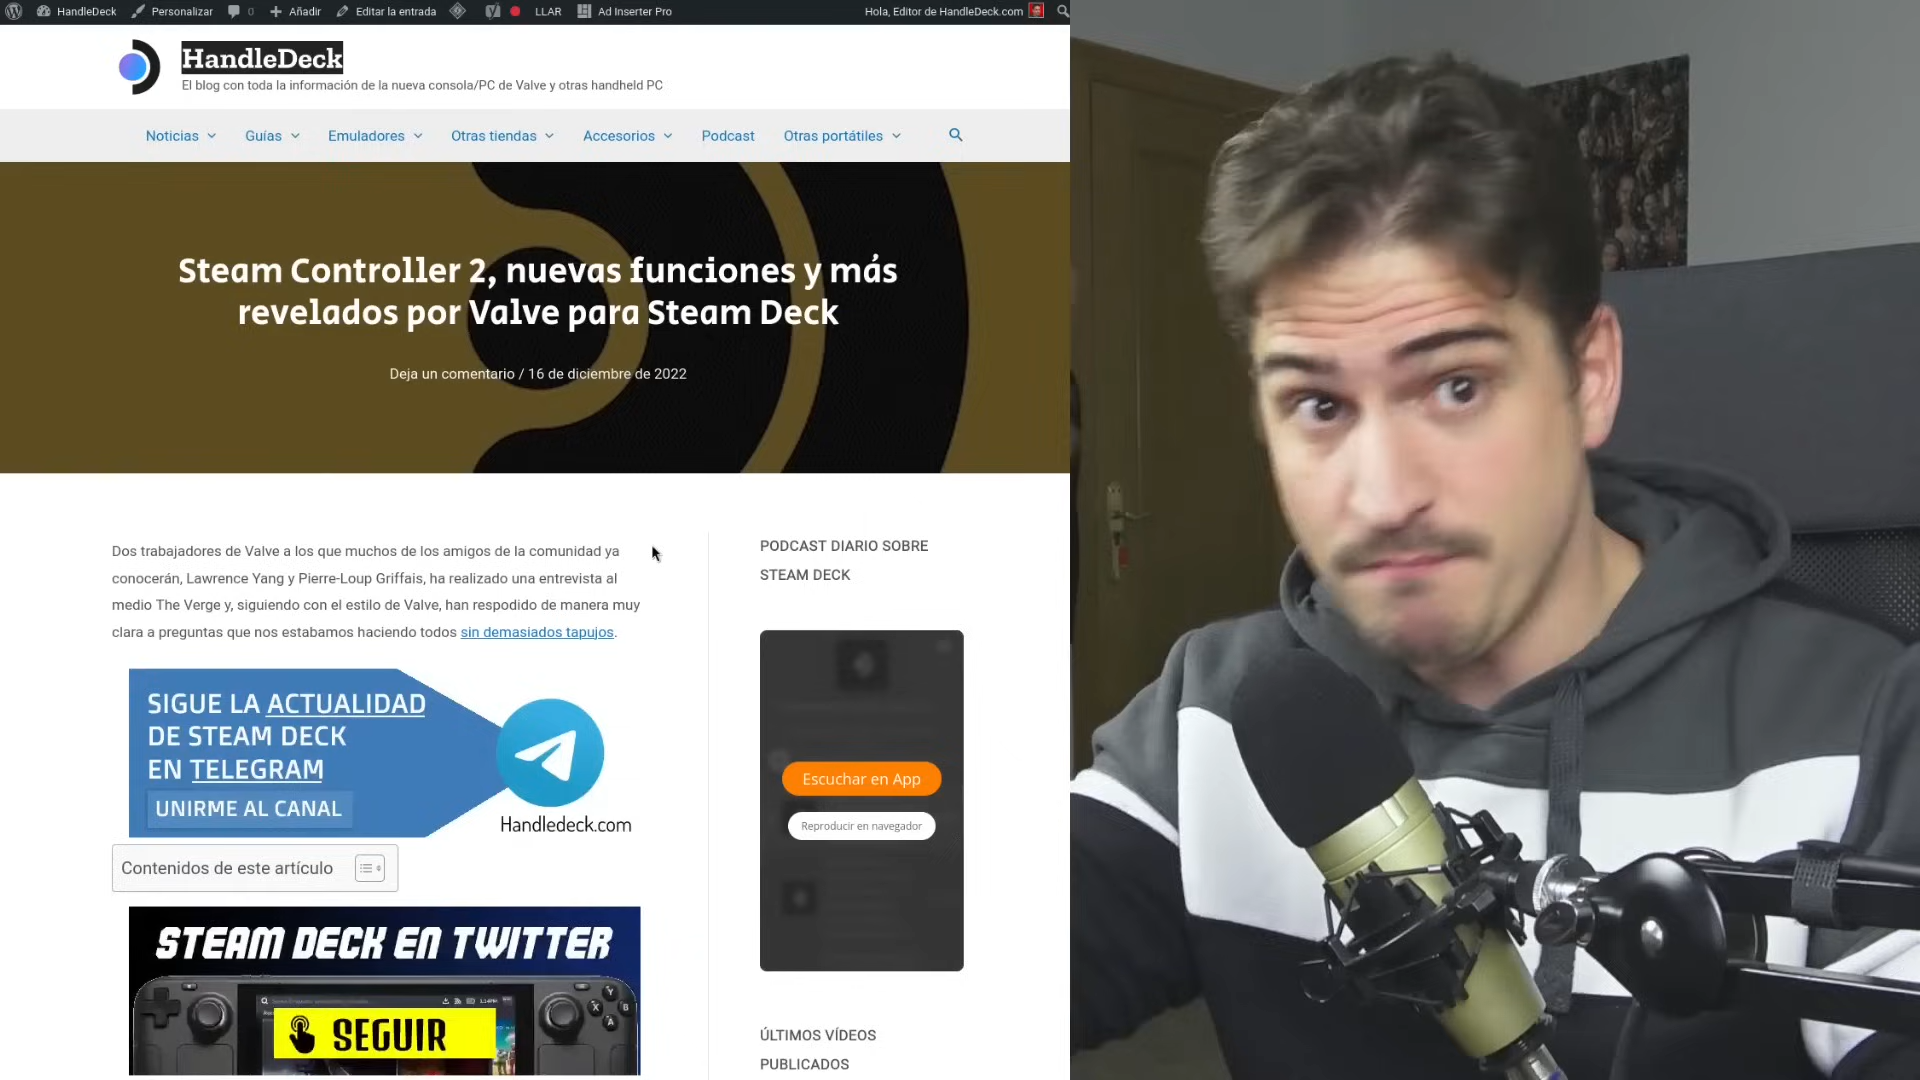 HandleDeck
Personalizar
0
Añadir
Editar la entrada
LLAR
Ad Inserter Pro
Hola, Editor de HandleDeck.com
HandleDeck
El blog con toda la información de la nueva consola/PC de Valve y otras handheld PC
Noticias
Guías
Emuladores
Otras tiendas
Accesorios
Podcast
Otras portátiles
Steam Controller 2, nuevas funciones y más
revelados por Valve para Steam Deck
Deja un comentario / 16 de diciembre de 2022
Dos trabajadores de Valve a los que muchos de los amigos de la comunidad ya
conocerán, Lawrence Yang y Pierre-Loup Griffais, ha realizado una entrevista al
medio The Verge y, siguiendo con el estilo de Valve, han respodido de manera muy
clara a preguntas que nos estabamos haciendo todos sin demasiados tapujos.
SIGUE LA ACTUALIDAD
DE STEAM DECK
EN TELEGRAM
UNIRME AL CANAL
Handledeck.com
Contenidos de este artículo
STEAM DECK EN TWITTER
SEGUIR
Y
X
B
A
PODCAST DIARIO SOBRE
STEAM DECK
Escuchar en App
Reproducir en navegador
ÚLTIMOS VÍDEOS
PUBLICADOS